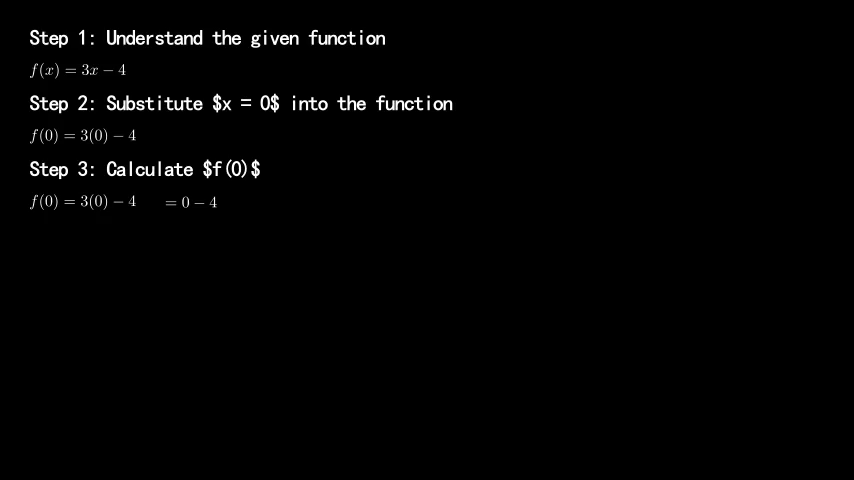 Step 1: Understand the given function
f(x) = 3x − 4
Step 2: Substitute $x = 0$ into the function
f(0) = 3(0) − 4
Step 3: Calculate $f(0)$
f(0) = 3(0) − 4 = 0 − 4